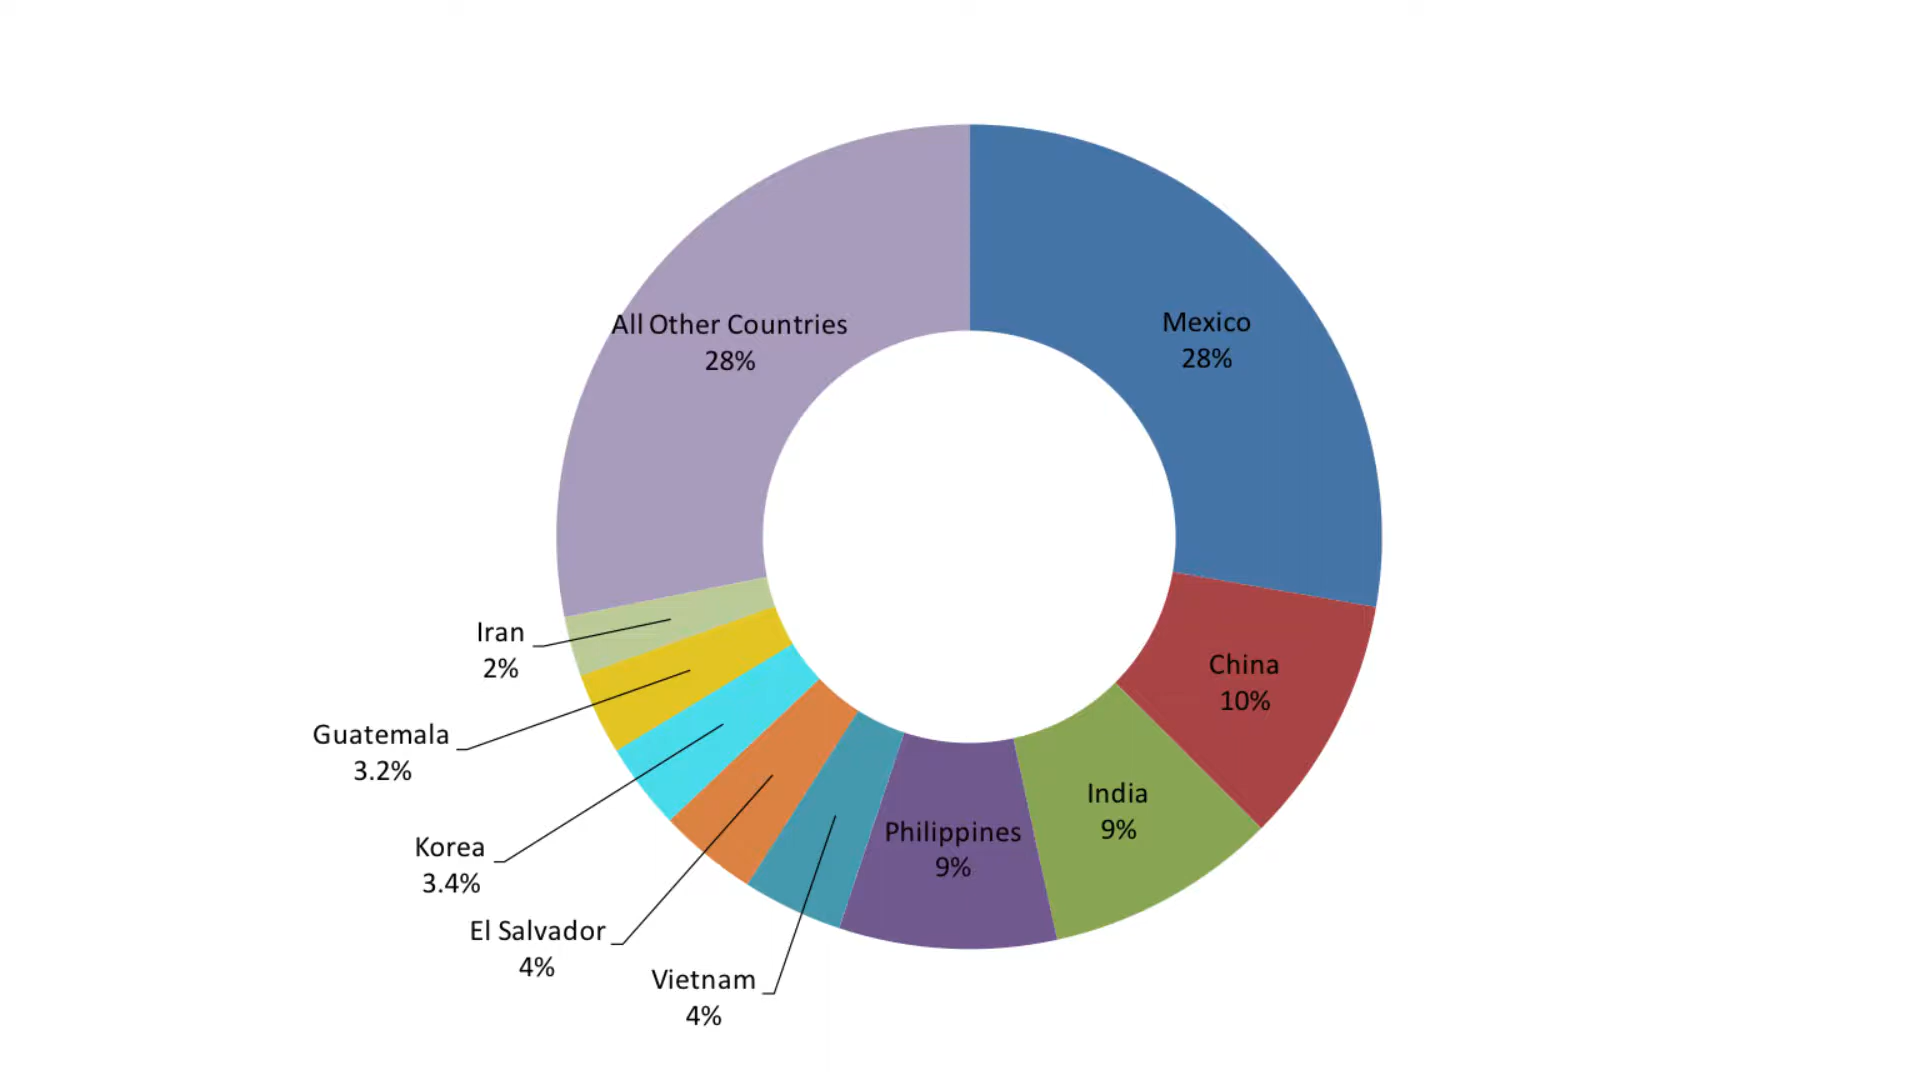 All Other Countries
28%
Mexico
28%
China
10%
India
9%
Philippines
9%
Vietnam
4%
El Salvador
4%
Korea
3.4%
Guatemala
3.2%
Iran
2%